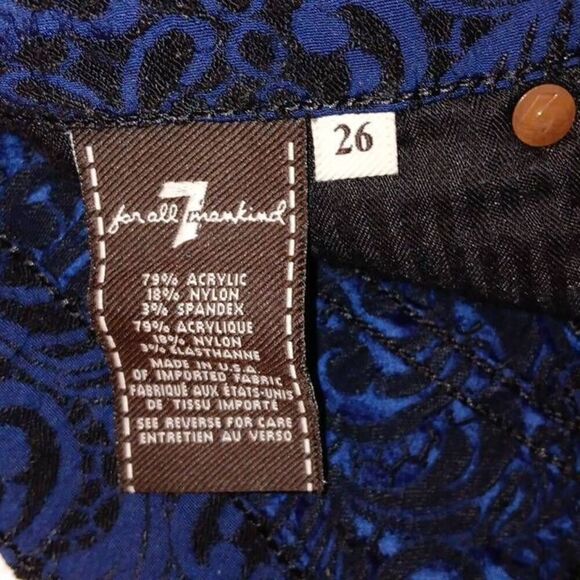 26
for all 7 mankind
79% ACRYLIC
18% NYLON
3% SPANDEX
79% ACRYLIQUE
18% NYLON
3% ELASTHANNE
MADE IN U.S.A
OF IMPORTED FABRIC
FABRIQUÉ AUX ÉTATS-UNIS
DE TISSU IMPORTÉ
SEE REVERSE FOR CARE
ENTRETIEN AU VERSO